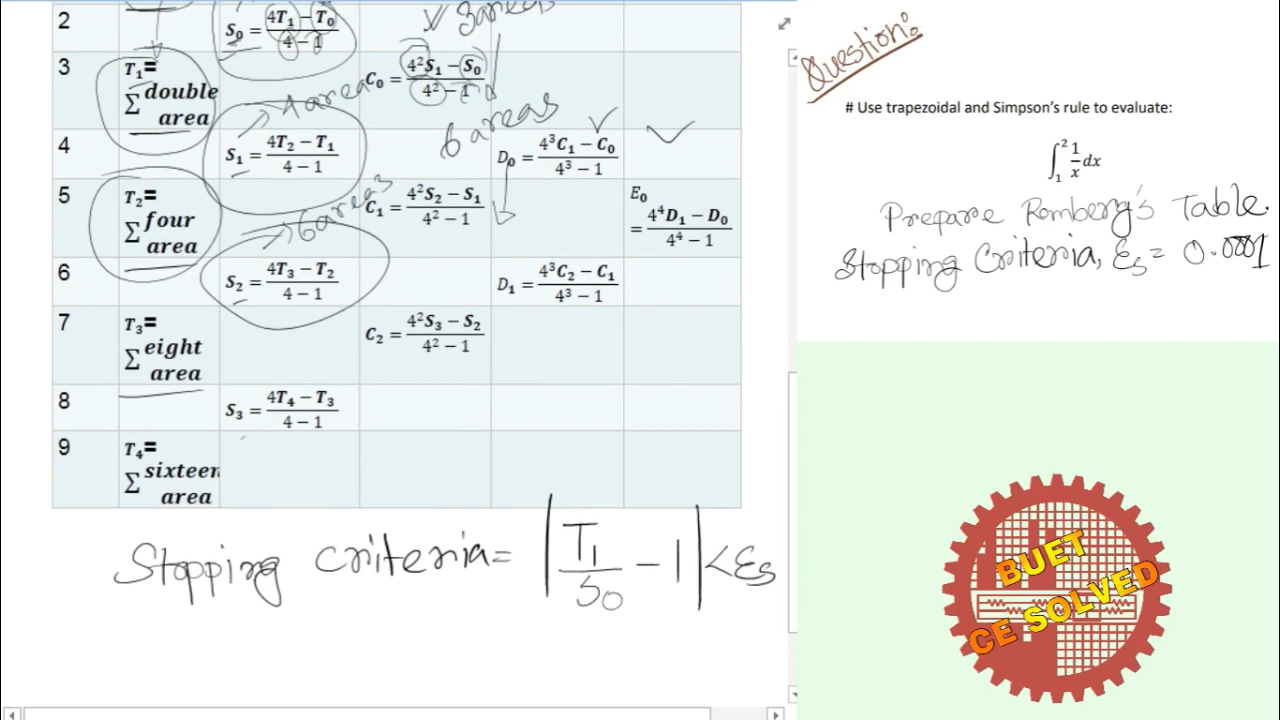 2
S₀ = (4T₁ − T₀)/(4 − 1)
3 areas
3 T₁=
∑ double area
C₀ = (4²S₁ − S₀)/(4² − 1)
4 area
6 areas
4 S₁ = (4T₂ − T₁)/(4 − 1)
D₀ = (4³C₁ − C₀)/(4³ − 1)
5 T₂=
∑ four area
6 areas
C₁ = (4²S₂ − S₁)/(4² − 1)
E₀ = (4⁴D₁ − D₀)/(4⁴ − 1)
6 S₂ = (4T₃ − T₂)/(4 − 1)
D₁ = (4³C₂ − C₁)/(4³ − 1)
7 T₃=
∑ eight area
C₂ = (4²S₃ − S₂)/(4² − 1)
8 S₃ = (4T₄ − T₃)/(4 − 1)
9 T₄=
∑ sixteen area
Stopping Criteria = |T₁/S₀ − 1| < εs
Question:
# Use trapezoidal and Simpson's rule to evaluate:
∫₁² 1/x dx
Prepare Romberg's Table.
Stopping Criteria, εs =
BUET
CE SOLVED